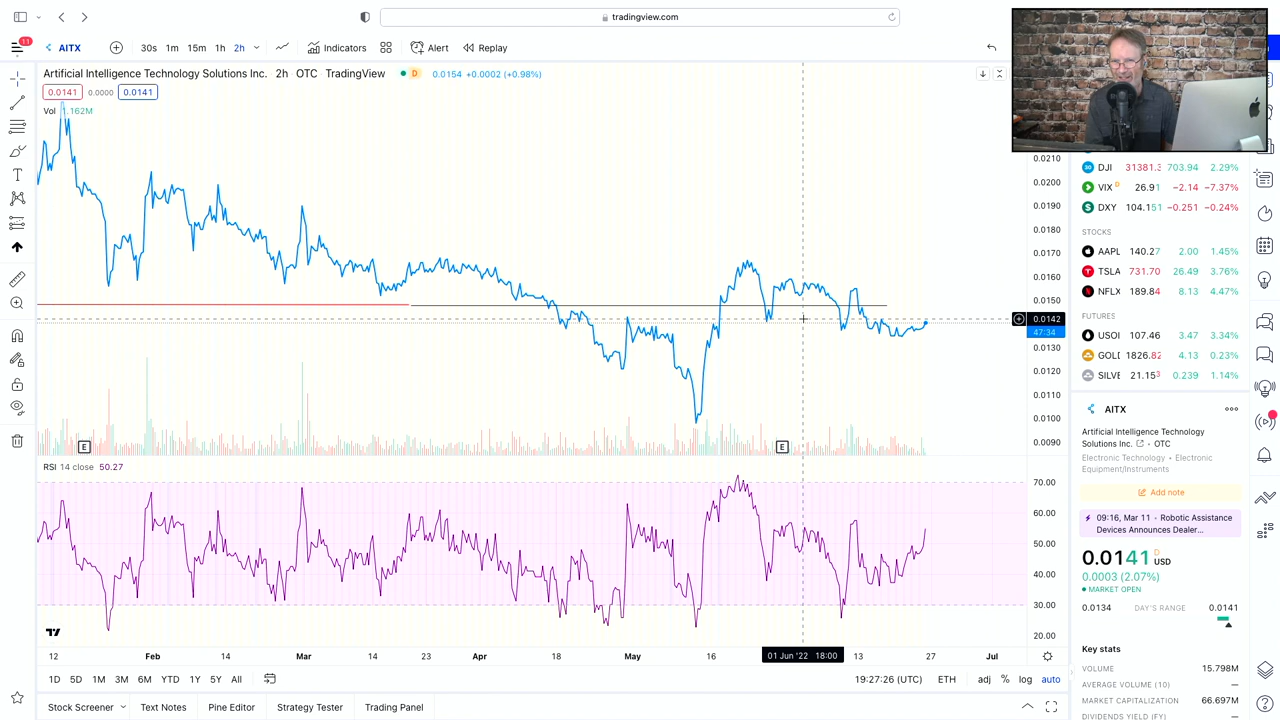 tradingview.com
11
AITX
30s 1m 15m 1h 2h
Indicators
Alert
Replay
Artificial Intelligence Technology Solutions Inc. 2h OTC TradingView
D 0.0154 +0.0002 (+0.98%)
0.0141 0.0000 0.0141
Vol 1.162M
0.0210
0.0200
0.0190
0.0180
0.0170
0.0160
0.0150
0.0142
47:34
0.0130
0.0120
0.0110
0.0100
0.0090
E
E
RSI 14 close 50.27
70.00
60.00
50.00
40.00
30.00
20.00
12 Feb 14 Mar 14 23 Apr 18 May 16 01 Jun '22 18:00 13 27 Jul
1D 5D 1M 3M 6M YTD 1Y 5Y All
19:27:26 (UTC) ETH adj % log auto
Stock Screener Text Notes Pine Editor Strategy Tester Trading Panel
DJI 31381.3 703.94 2.29%
VIX D 26.91 −2.14 −7.37%
DXY 104.151 −0.251 −0.24%
STOCKS
AAPL 140.27 2.00 1.45%
TSLA 731.70 26.49 3.76%
NFLX 189.84 8.13 4.47%
FUTURES
USOI 107.46 3.47 3.34%
GOLD 1826.82 4.13 0.23%
SILVE 21.153 0.239 1.14%
AITX
Artificial Intelligence Technology
Solutions Inc. • OTC
Electronic Technology • Electronic
Equipment/Instruments
Add note
09:16, Mar 11 • Robotic Assistance
Devices Announces Dealer...
0.0141 D USD
0.0003 (2.07%)
MARKET OPEN
0.0134 DAY'S RANGE 0.0141
Key stats
VOLUME 15.798M
AVERAGE VOLUME (10) —
MARKET CAPITALIZATION 66.697M
DIVIDENDS YIELD (FY) —